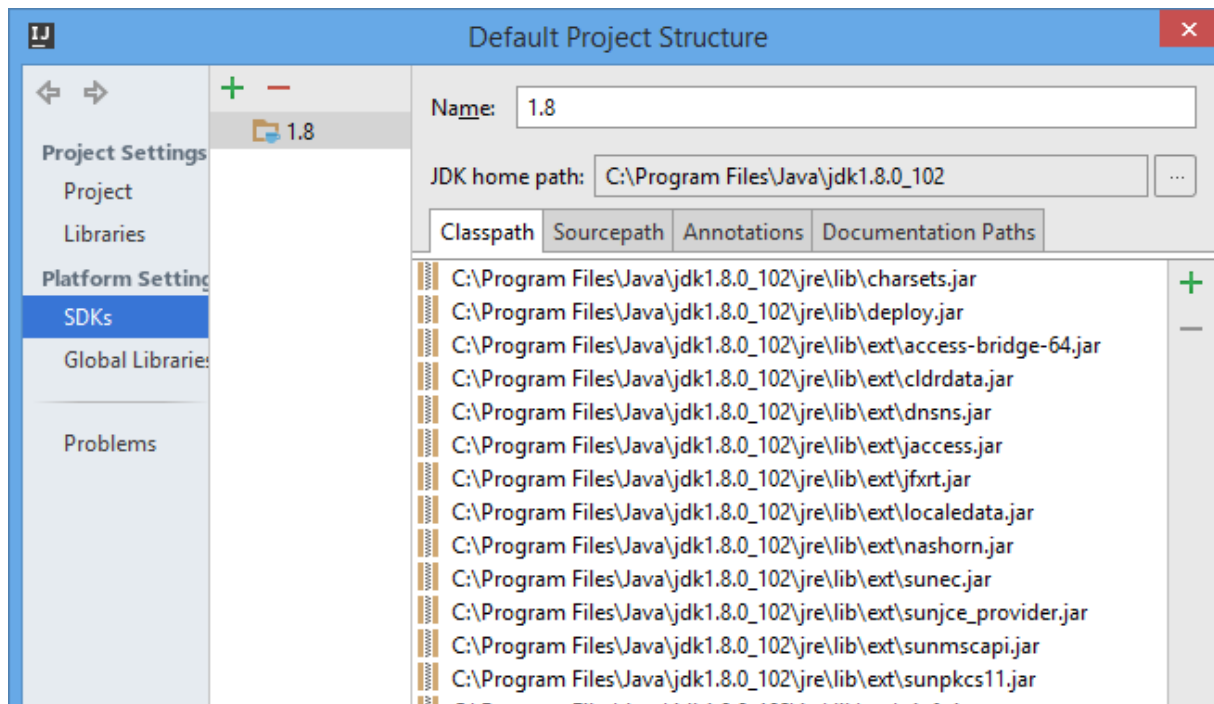 IJ
Default Project Structure
Project Settings
Project
Libraries
Platform Setting
SDKs
Global Libraries
Problems
1.8
Name: 1.8
JDK home path: C:\Program Files\Java\jdk1.8.0_102 ...
Classpath Sourcepath Annotations Documentation Paths
C:\Program Files\Java\jdk1.8.0_102\jre\lib\charsets.jar
C:\Program Files\Java\jdk1.8.0_102\jre\lib\deploy.jar
C:\Program Files\Java\jdk1.8.0_102\jre\lib\ext\access-bridge-64.jar
C:\Program Files\Java\jdk1.8.0_102\jre\lib\ext\cldrdata.jar
C:\Program Files\Java\jdk1.8.0_102\jre\lib\ext\dnsns.jar
C:\Program Files\Java\jdk1.8.0_102\jre\lib\ext\jaccess.jar
C:\Program Files\Java\jdk1.8.0_102\jre\lib\ext\jfxrt.jar
C:\Program Files\Java\jdk1.8.0_102\jre\lib\ext\localedata.jar
C:\Program Files\Java\jdk1.8.0_102\jre\lib\ext\nashorn.jar
C:\Program Files\Java\jdk1.8.0_102\jre\lib\ext\sunec.jar
C:\Program Files\Java\jdk1.8.0_102\jre\lib\ext\sunjce_provider.jar
C:\Program Files\Java\jdk1.8.0_102\jre\lib\ext\sunmscapi.jar
C:\Program Files\Java\jdk1.8.0_102\jre\lib\ext\sunpkcs11.jar